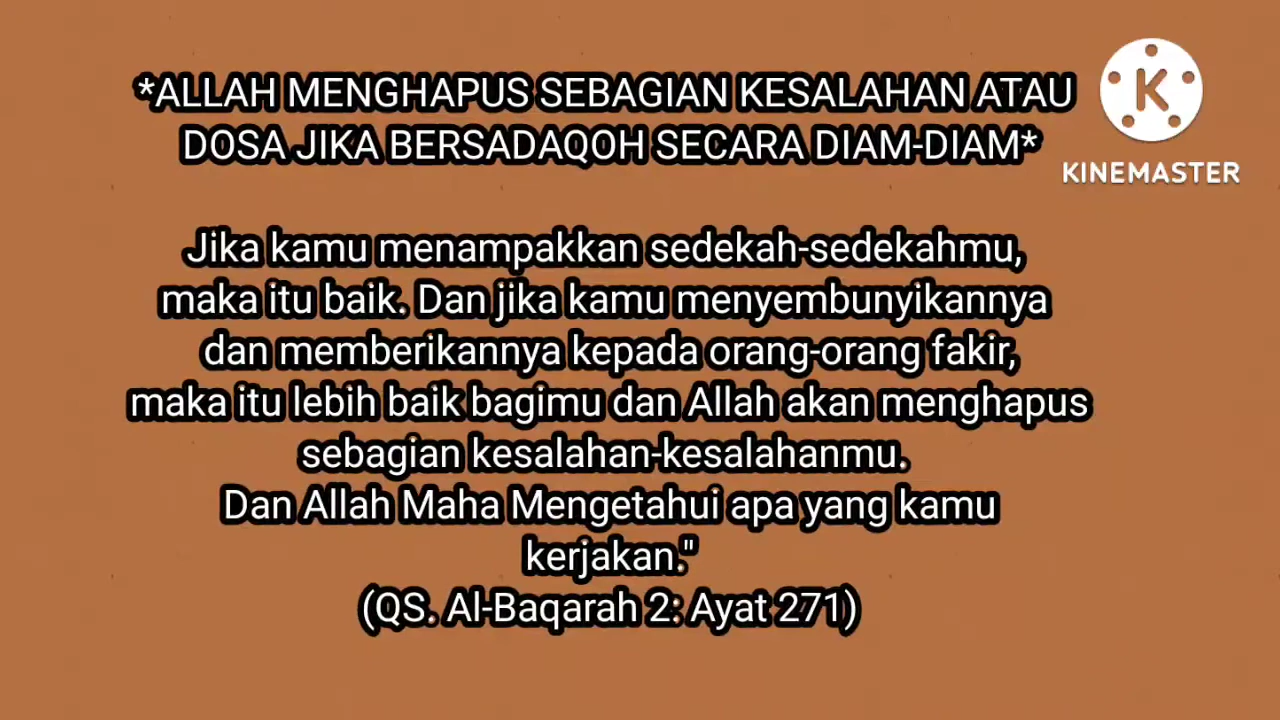 *ALLAH MENGHAPUS SEBAGIAN KESALAHAN ATAU
DOSA JIKA BERSADAQOH SECARA DIAM-DIAM*
K
KINEMASTER
Jika kamu menampakkan sedekah-sedekahmu,
maka itu baik. Dan jika kamu menyembunyikannya
dan memberikannya kepada orang-orang fakir,
maka itu lebih baik bagimu dan Allah akan menghapus
sebagian kesalahan-kesalahanmu.
Dan Allah Maha Mengetahui apa yang kamu
kerjakan."
(QS. Al-Baqarah 2: Ayat 271)